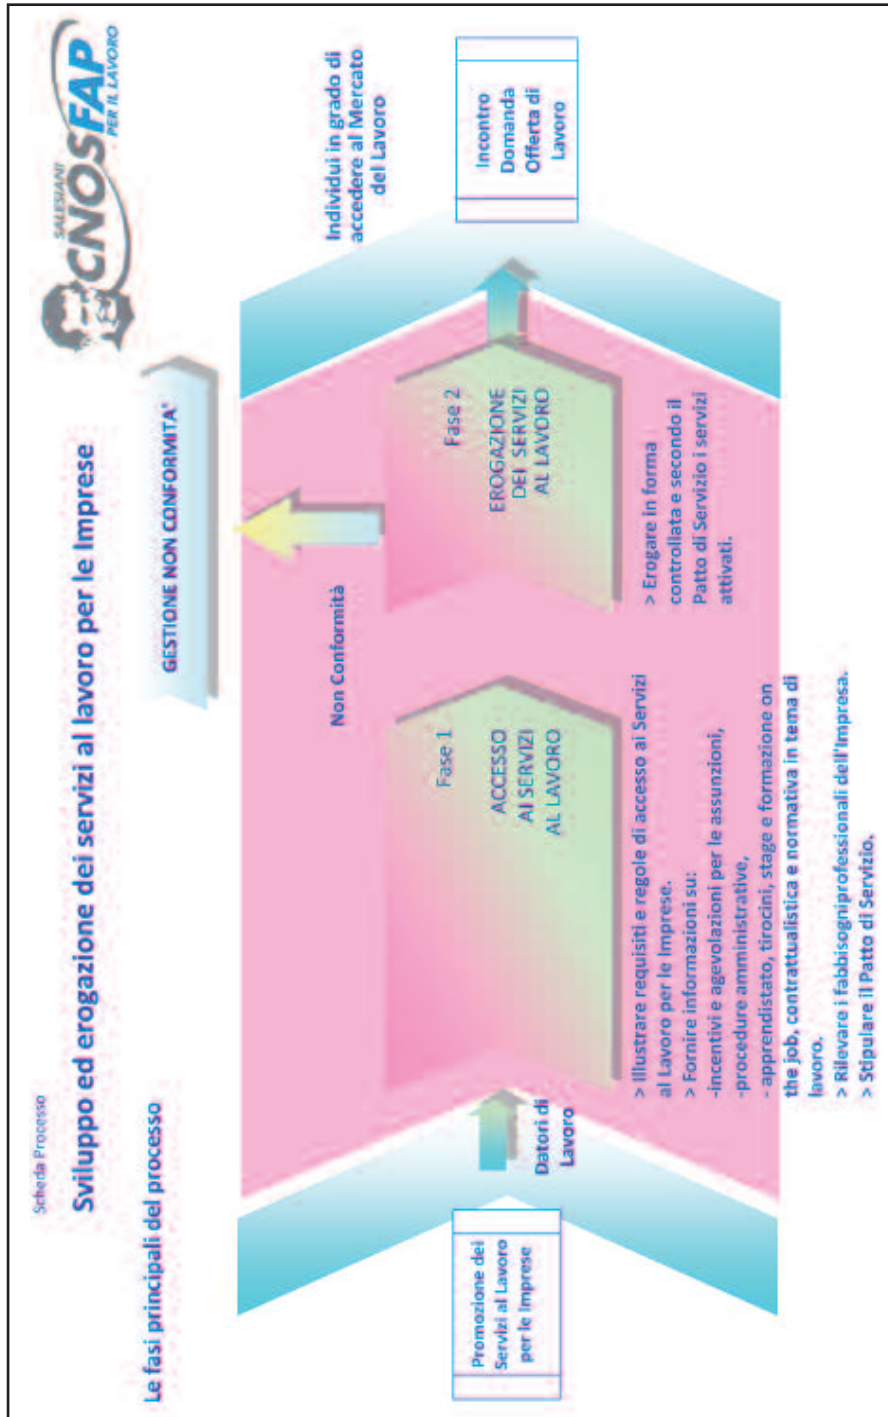 Scheda Processo
Sviluppo ed erogazione dei servizi al lavoro per le Imprese
SALESIANI
CNOSFAP
PER IL LAVORO
Le fasi principali del processo
GESTIONE NON CONFORMITA'
Non Conformità
Individui in grado di
accedere al Mercato
del Lavoro
Promozione dei
Servizi al Lavoro
per le Imprese
Datori di
Lavoro
Fase 1
ACCESSO
AI SERVIZI
AL LAVORO
Fase 2
EROGAZIONE
DEI SERVIZI
AL LAVORO
Incontro
Domanda
Offerta di
Lavoro
> Illustrare requisiti e regole di accesso ai Servizi
al Lavoro per le Imprese.
> Fornire informazioni su:
-incentivi e agevolazioni per le assunzioni,
-procedure amministrative,
- apprendistato, tirocini, stage e formazione on
the job, contrattualistica e normativa in tema di
lavoro.
> Rilevare i fabbisogniprofessionali dell'Impresa.
> Stipulare il Patto di Servizio.
> Erogare in forma
controllata e secondo il
Patto di Servizio i servizi
attivati.